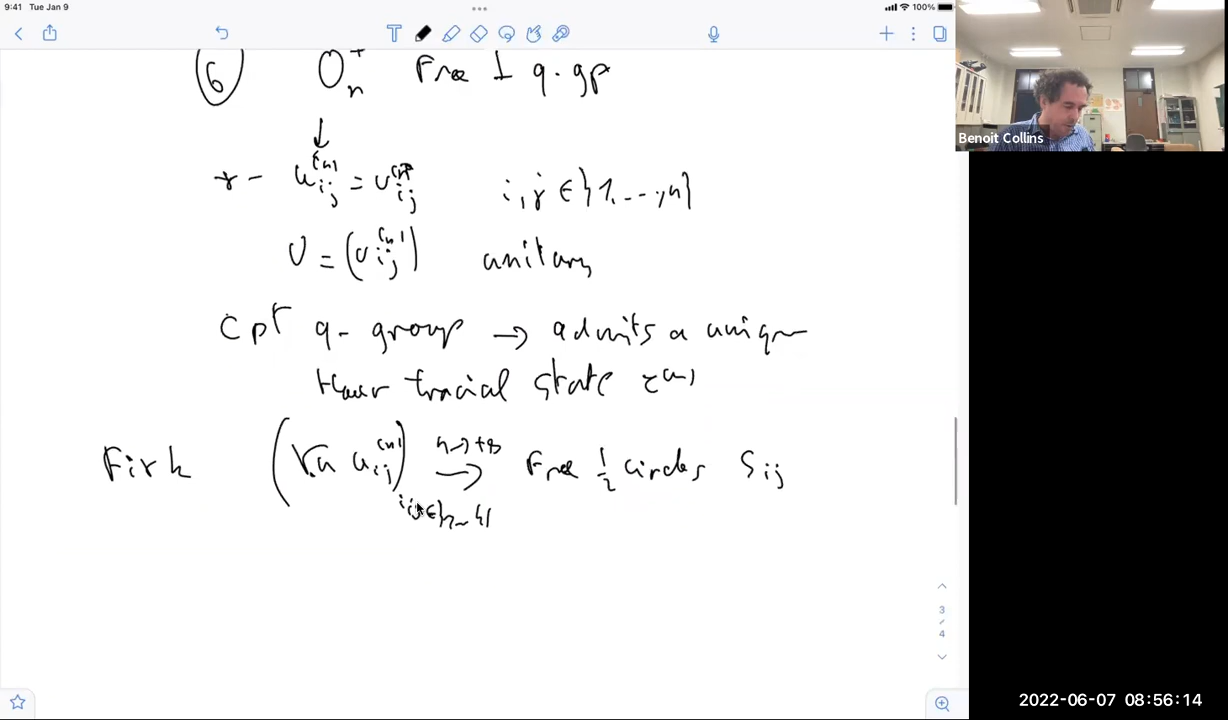 9:41 Tue Jan 9
100%
6 O_n^+ Free ⊥ q. gp
Benoit Collins
u_ij^(n) = u_ij^(n)* i, j ∈ {1, ..., n}
U = (u_ij^(n)) unitary
Cpt q- group → admits a unique
Haar tracial state τ^(n)
(√n u_ij^(n)) n→+∞ → Free 1/2 circles S_ij
3 / 4
2022-06-07 08:56:14